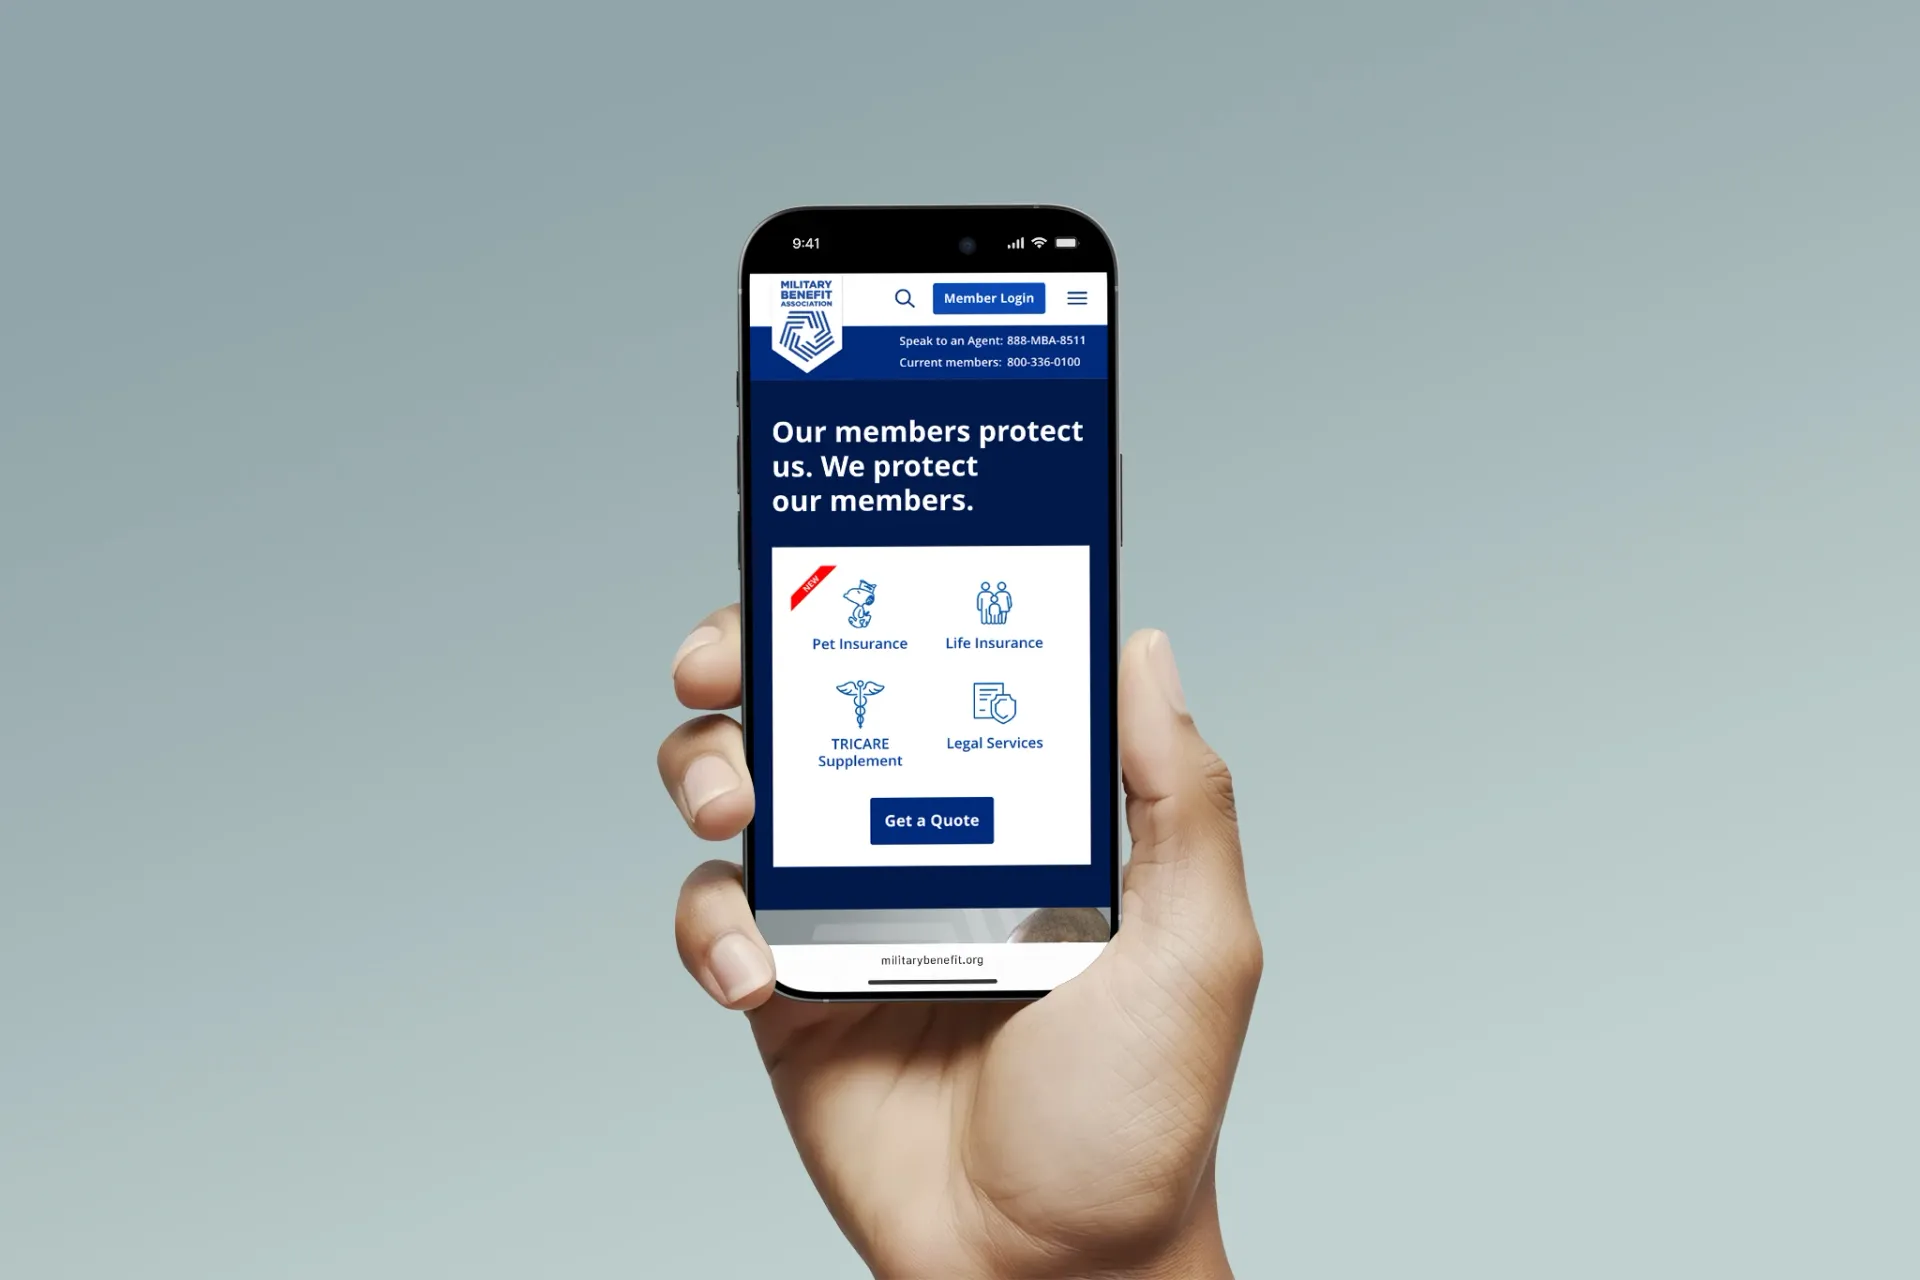 9:41
MILITARY
BENEFIT
ASSOCIATION
Member Login
Speak to an Agent: 888-MBA-8511
Current members: 800-336-0100
Our members protect
us. We protect
our members.
NEW
Pet Insurance
Life Insurance
TRICARE
Supplement
Legal Services
Get a Quote
militarybenefit.org